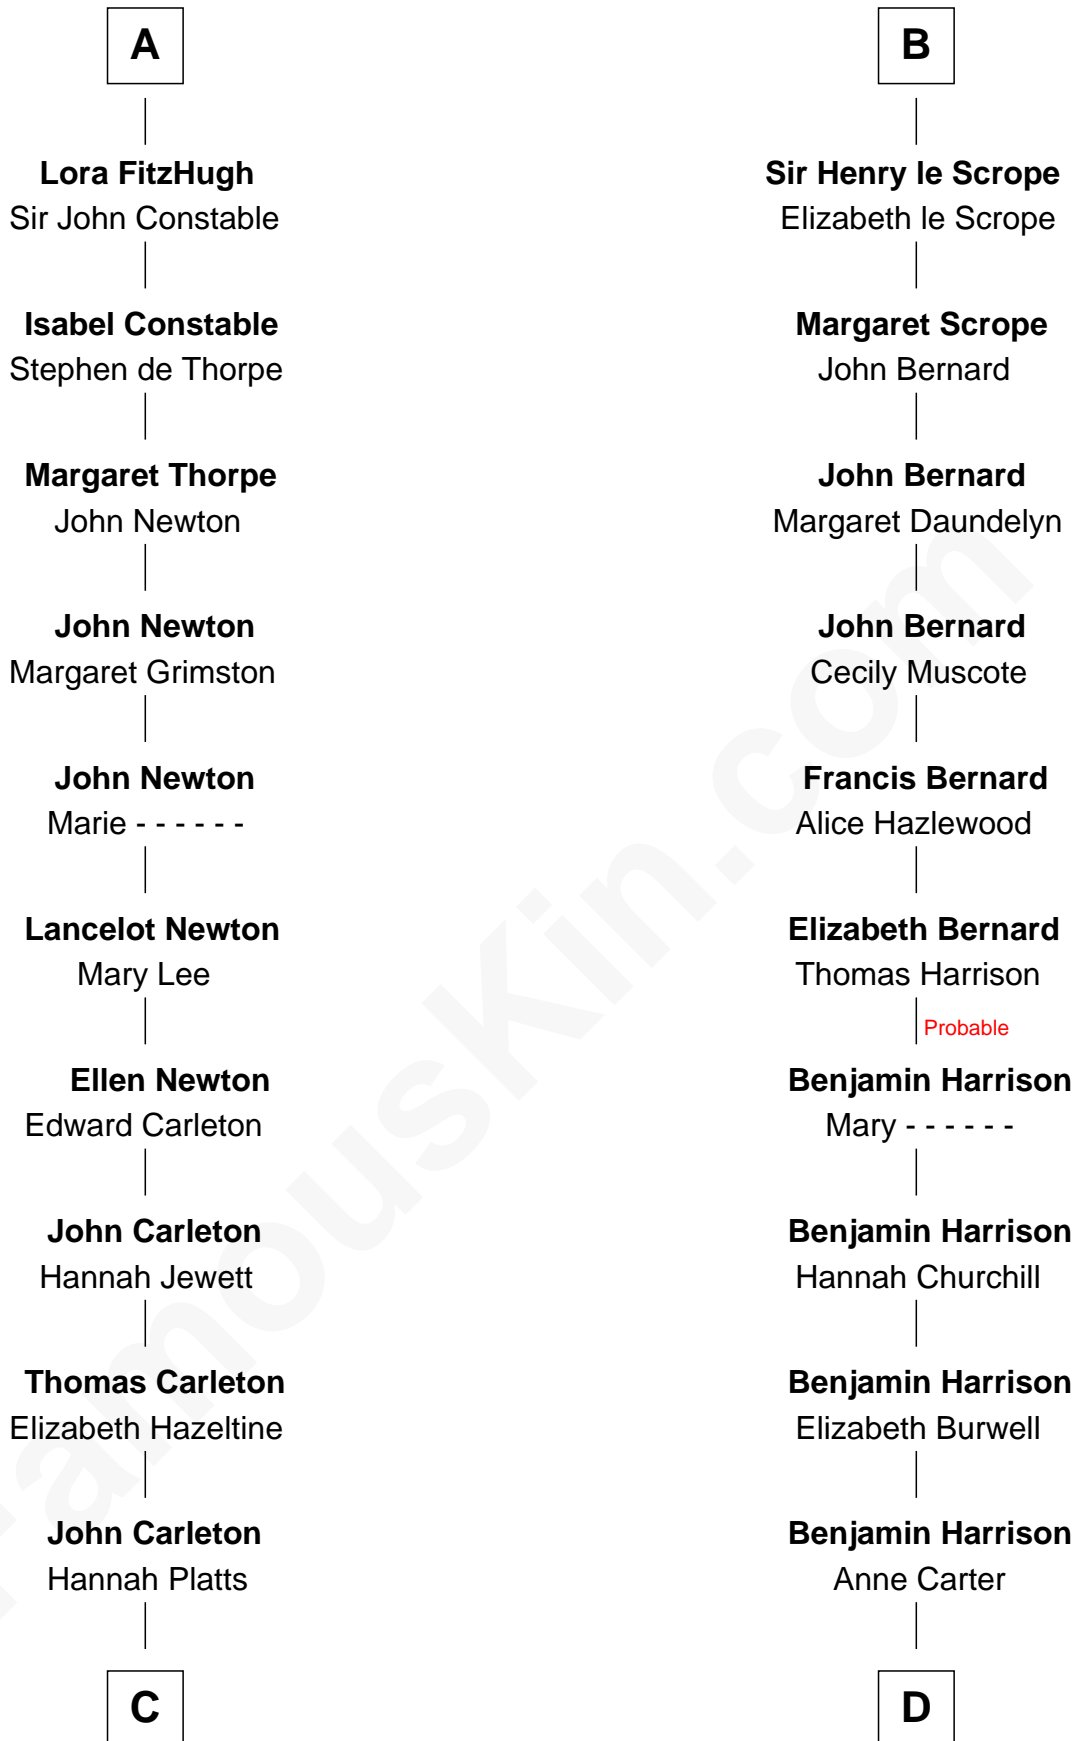 A
Lora FitzHugh
Sir John Constable
Isabel Constable
Stephen de Thorpe
Margaret Thorpe
John Newton
John Newton
Margaret Grimston
John Newton
Marie - - - - - -
Lancelot Newton
Mary Lee
Ellen Newton
Edward Carleton
John Carleton
Hannah Jewett
Thomas Carleton
Elizabeth Hazeltine
John Carleton
Hannah Platts
C
B
Sir Henry le Scrope
Elizabeth le Scrope
Margaret Scrope
John Bernard
John Bernard
Margaret Daundelyn
John Bernard
Cecily Muscote
Francis Bernard
Alice Hazlewood
Elizabeth Bernard
Thomas Harrison
Probable
Benjamin Harrison
Mary - - - - - -
Benjamin Harrison
Hannah Churchill
Benjamin Harrison
Elizabeth Burwell
Benjamin Harrison
Anne Carter
D
FamousKin.com